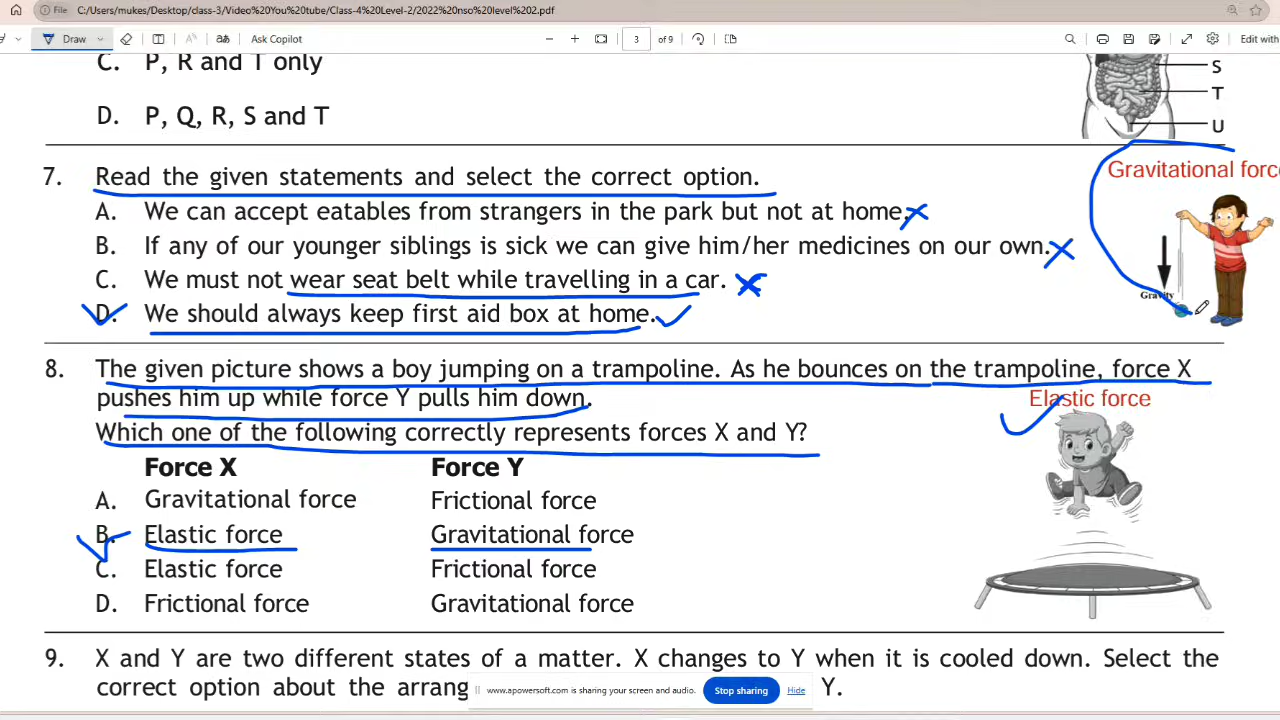 File C:/Users/mukes/Desktop/class-3/Video%20You%20tube/Class-4%20Level-2/2022%20nso%20level%202.pdf
Draw
Ask Copilot
3 of 9
Edit with
C. P, R and T only
D. P, Q, R, S and T
S
T
U
7. Read the given statements and select the correct option.
A. We can accept eatables from strangers in the park but not at home.
B. If any of our younger siblings is sick we can give him/her medicines on our own.
C. We must not wear seat belt while travelling in a car.
D. We should always keep first aid box at home.
Gravitational forc
Gravity
8. The given picture shows a boy jumping on a trampoline. As he bounces on the trampoline, force X
pushes him up while force Y pulls him down.
Which one of the following correctly represents forces X and Y?
Elastic force
Force X Force Y
A. Gravitational force Frictional force
B. Elastic force Gravitational force
C. Elastic force Frictional force
D. Frictional force Gravitational force
9. X and Y are two different states of a matter. X changes to Y when it is cooled down. Select the
correct option about the arrang Y.
www.apowersoft.com is sharing your screen and audio. Stop sharing Hide